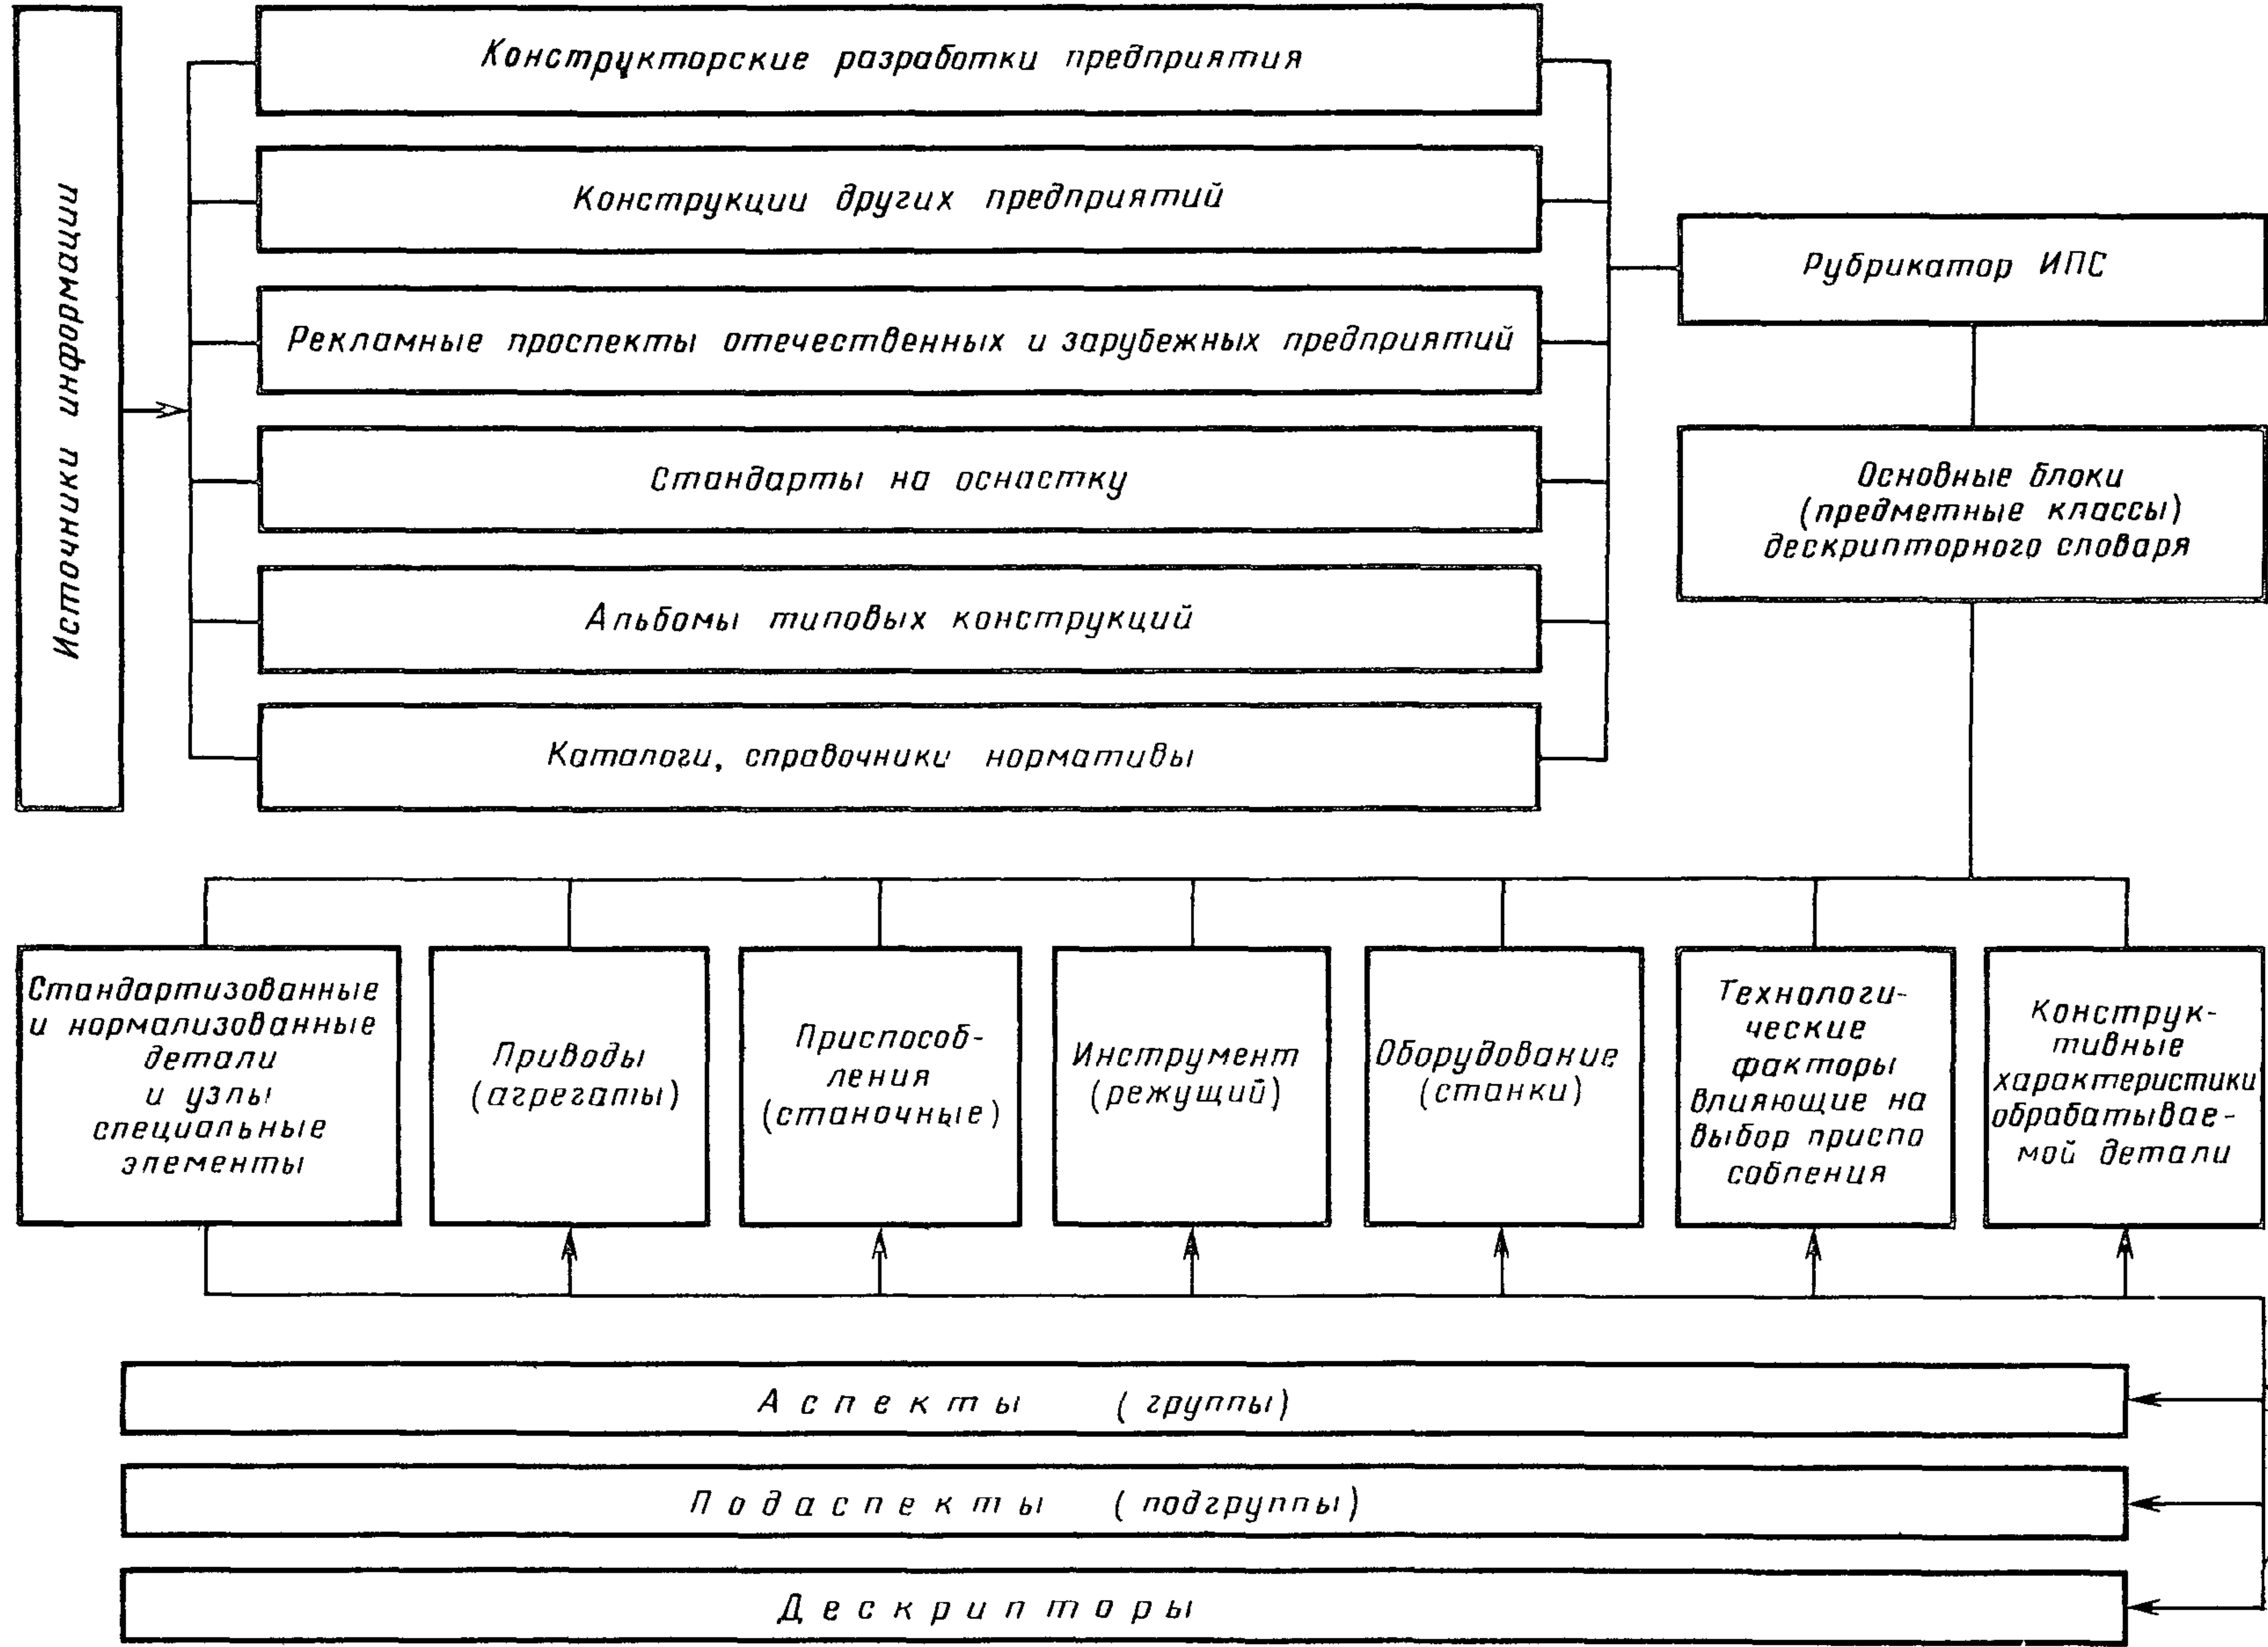 Источники информации
Конструкторские разработки предприятия
Конструкции других предприятий
Рекламные проспекты отечественных и зарубежных предприятий
Стандарты на оснастку
Альбомы типовых конструкций
Каталоги, справочники нормативы
Рубрикатор ИПС
Основные блоки
(предметные классы)
дескрипторного словаря
Стандартизованные
и нормализованные
детали
и узлы
специальные
элементы
Приводы
(агрегаты)
Приспособ-
ления
(станочные)
Инструмент
(режущий)
Оборудование
(станки)
Технологи-
ческие
факторы
влияющие на
выбор приспо
собления
Конструк-
тивные
характеристики
обрабатывае-
мой детали
Аспекты (группы)
Подаспекты (подгруппы)
Дескрипторы